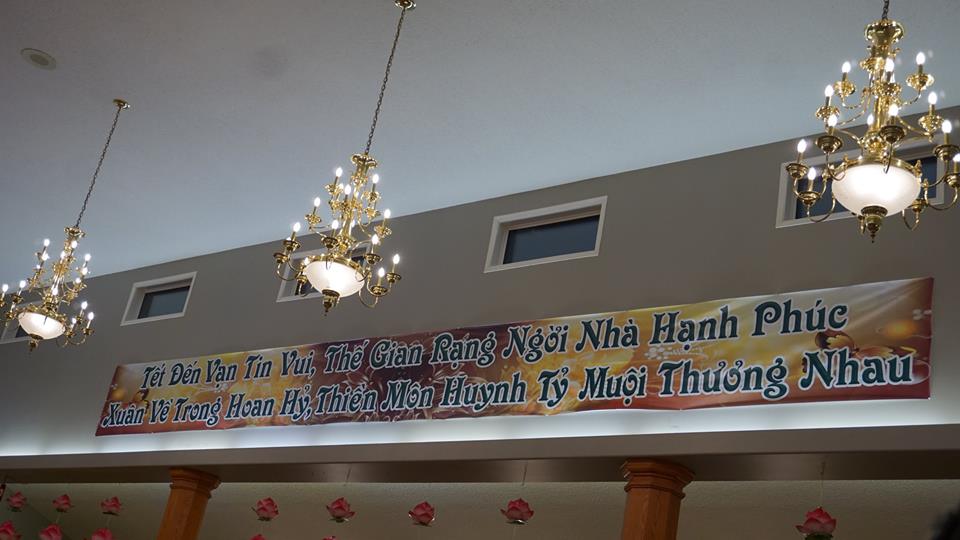 Tết Đến Vạn Tin Vui, Thế Gian Rạng Ngời Nhà Hạnh Phúc
Xuân Về Trong Hoan Hỷ, Thiền Môn Huynh Tỷ Muội Thương Nhau